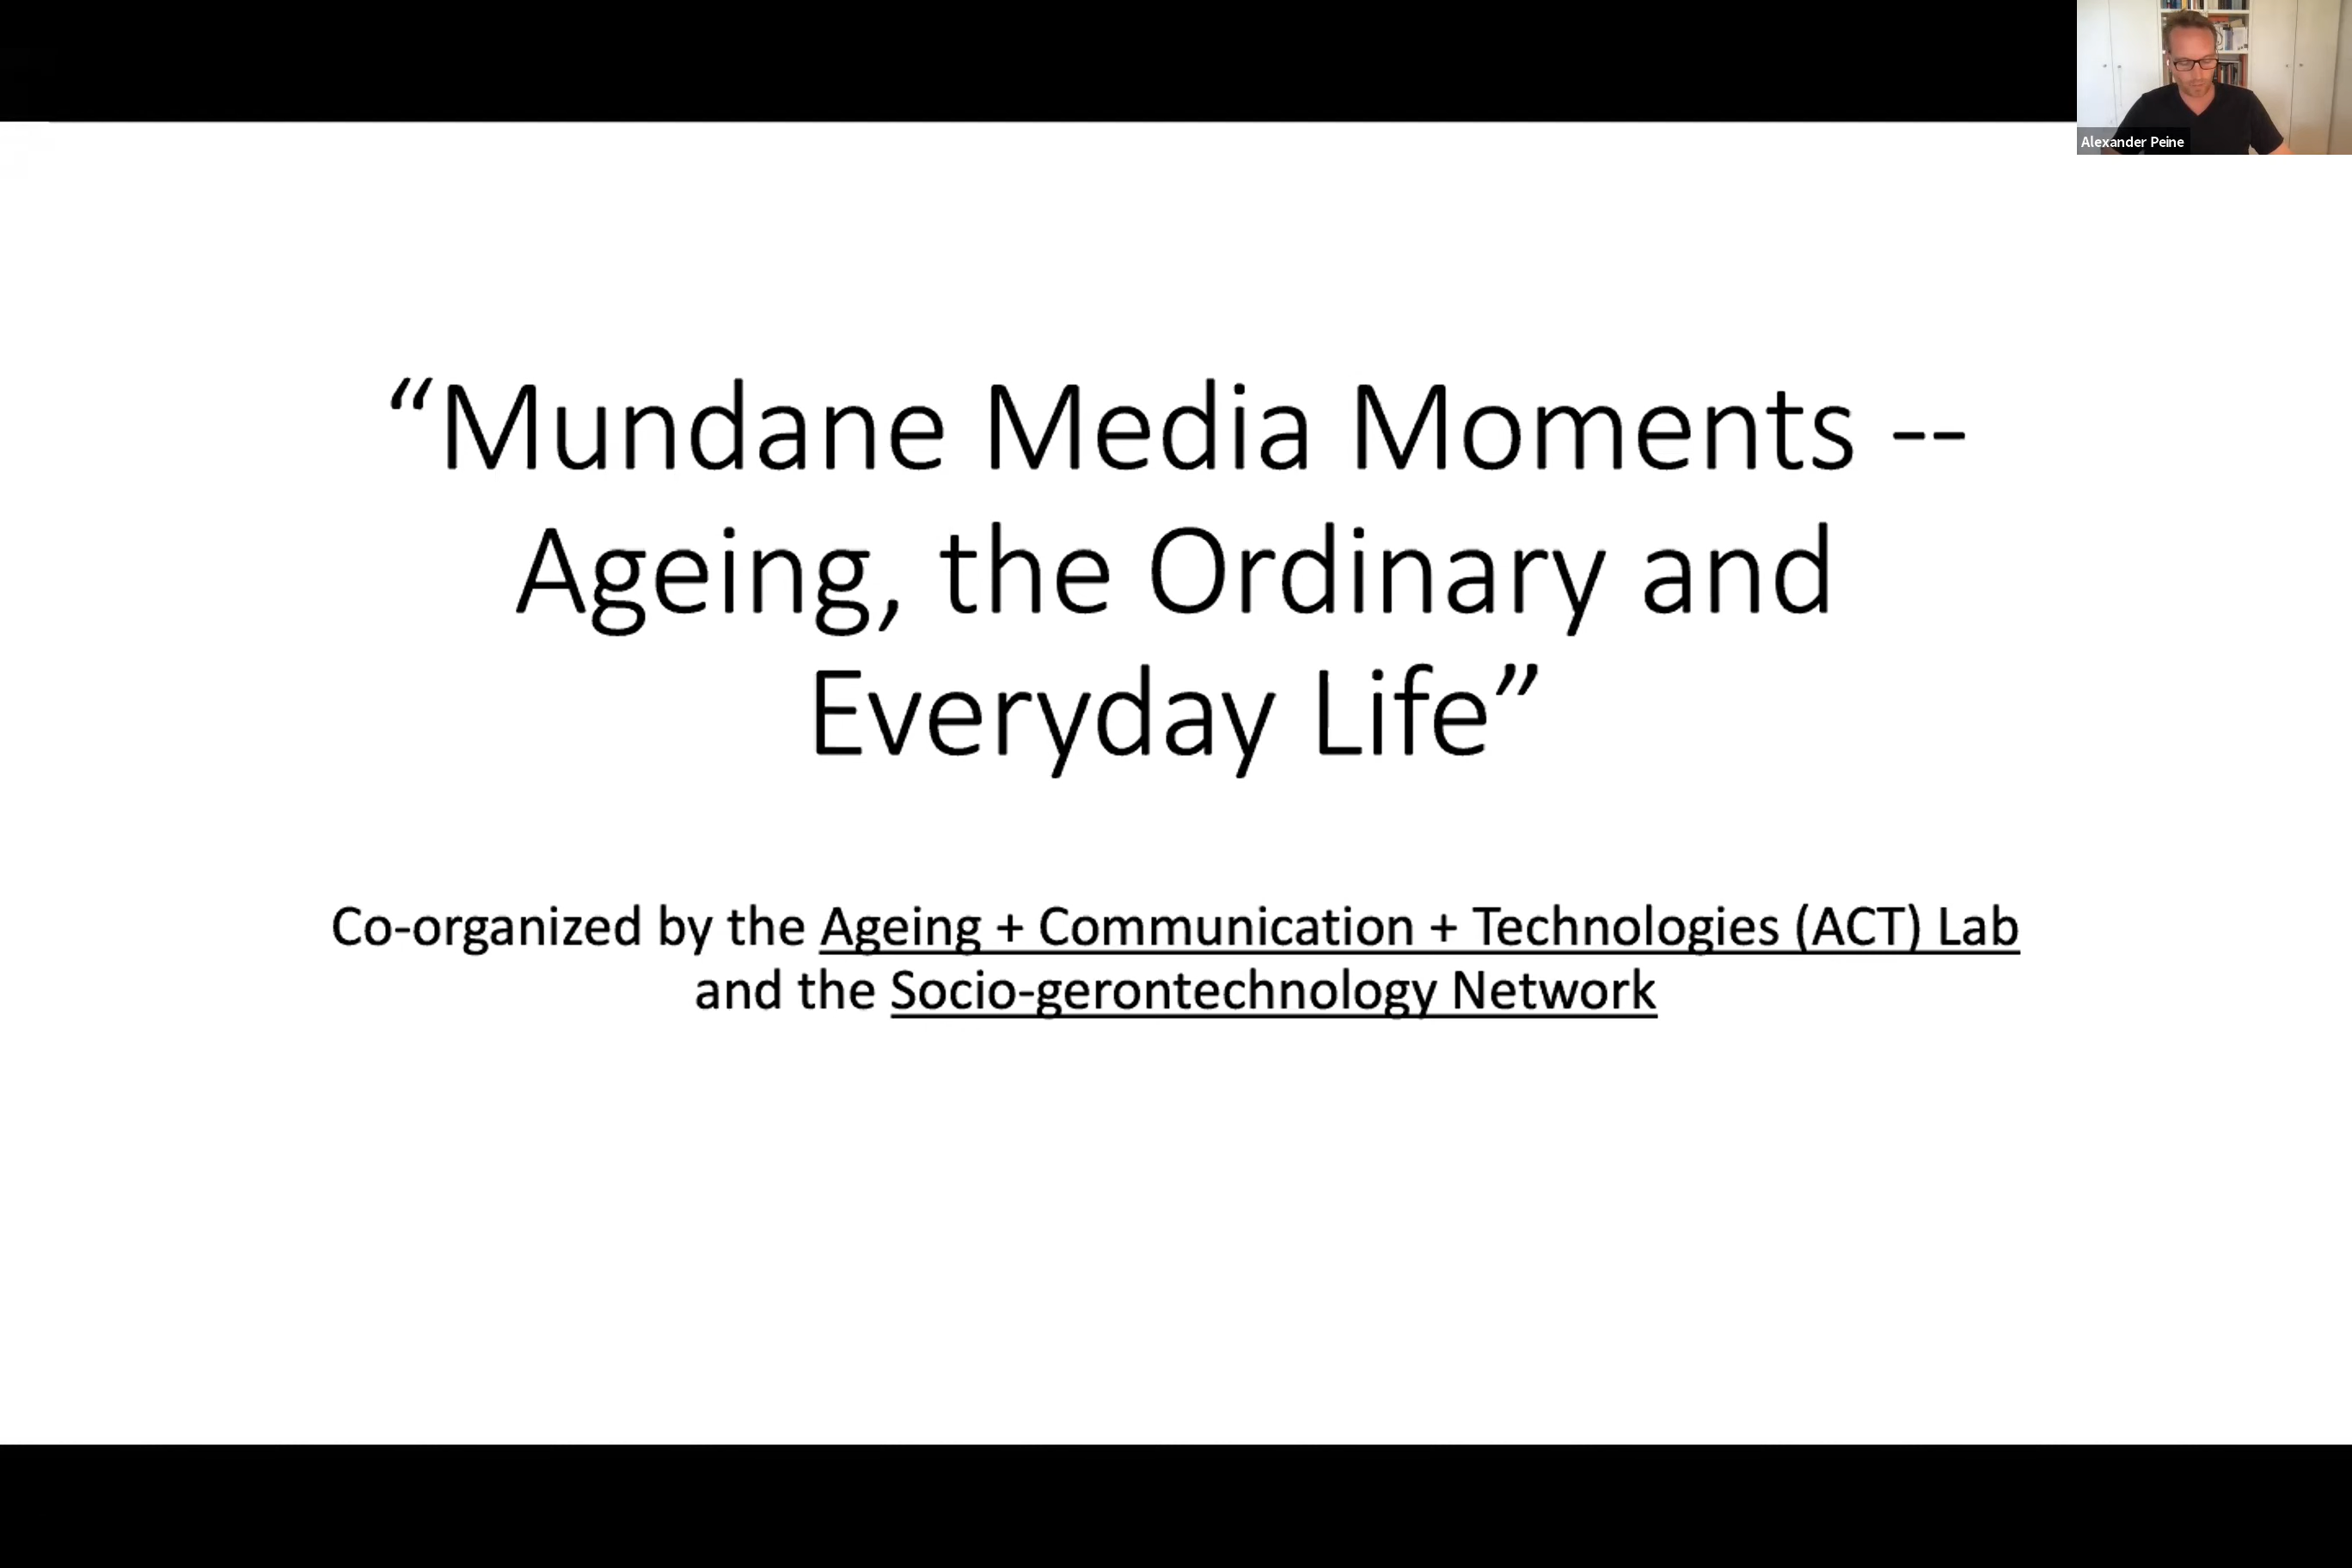 Alexander Peine
“Mundane Media Moments --
Ageing, the Ordinary and
Everyday Life”
Co-organized by the Ageing + Communication + Technologies (ACT) Lab
and the Socio-gerontechnology Network